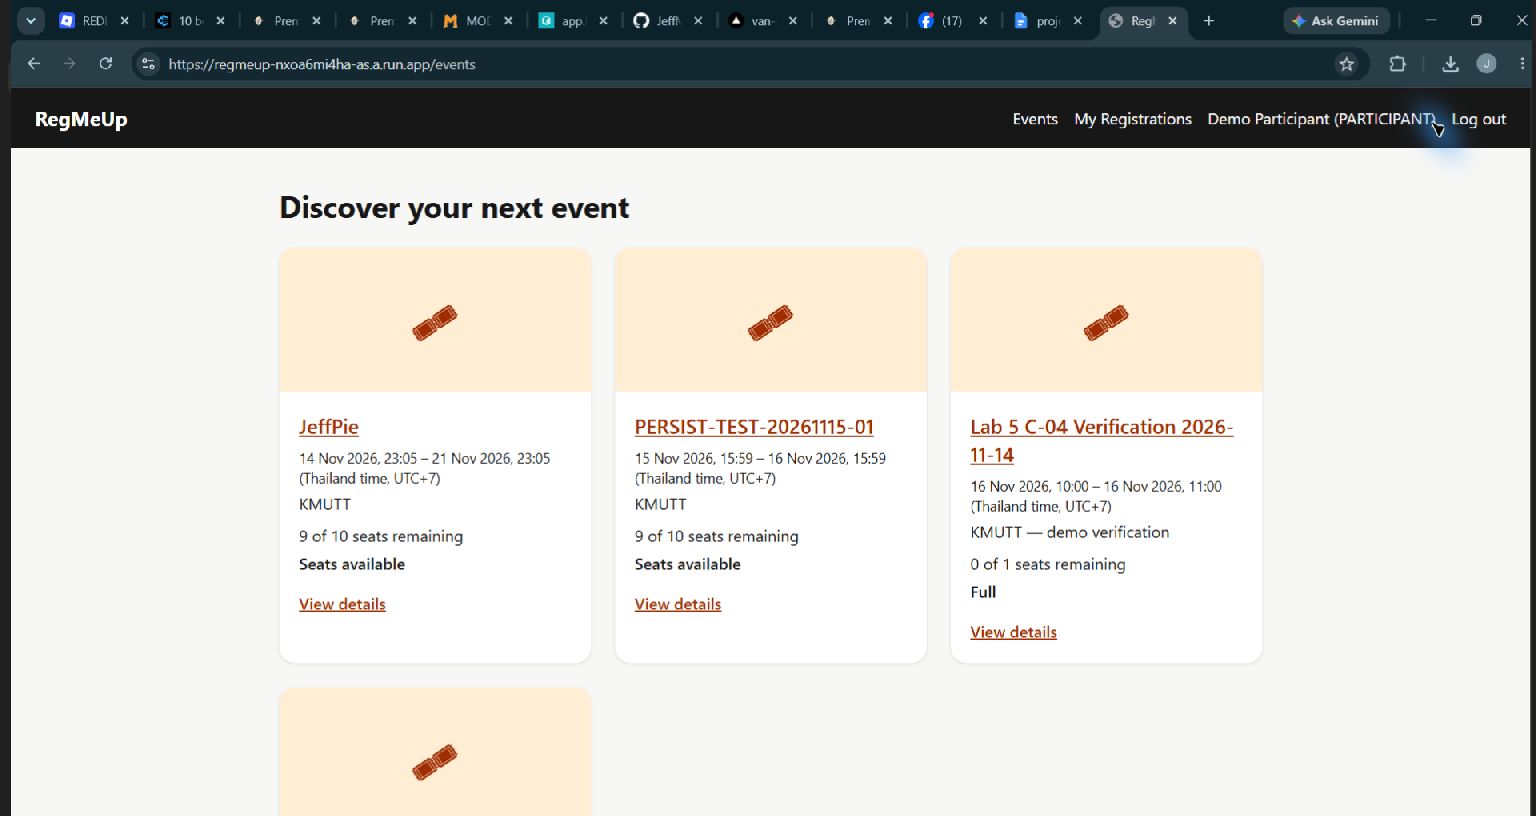 REDI
10 b
Pren
Pren
MOD
app.
Jeff
van-
Pren
(17)
proj
Reg
Ask Gemini
https://regmeup-nxoa6mi4ha-as.a.run.app/events
J
RegMeUp
Events
My Registrations
Demo Participant (PARTICIPANT)
Log out
Discover your next event
JeffPie
14 Nov 2026, 23:05 – 21 Nov 2026, 23:05
(Thailand time, UTC+7)
KMUTT
9 of 10 seats remaining
Seats available
View details
PERSIST-TEST-20261115-01
15 Nov 2026, 15:59 – 16 Nov 2026, 15:59
(Thailand time, UTC+7)
KMUTT
9 of 10 seats remaining
Seats available
View details
Lab 5 C-04 Verification 2026-
11-14
16 Nov 2026, 10:00 – 16 Nov 2026, 11:00
(Thailand time, UTC+7)
KMUTT — demo verification
0 of 1 seats remaining
Full
View details